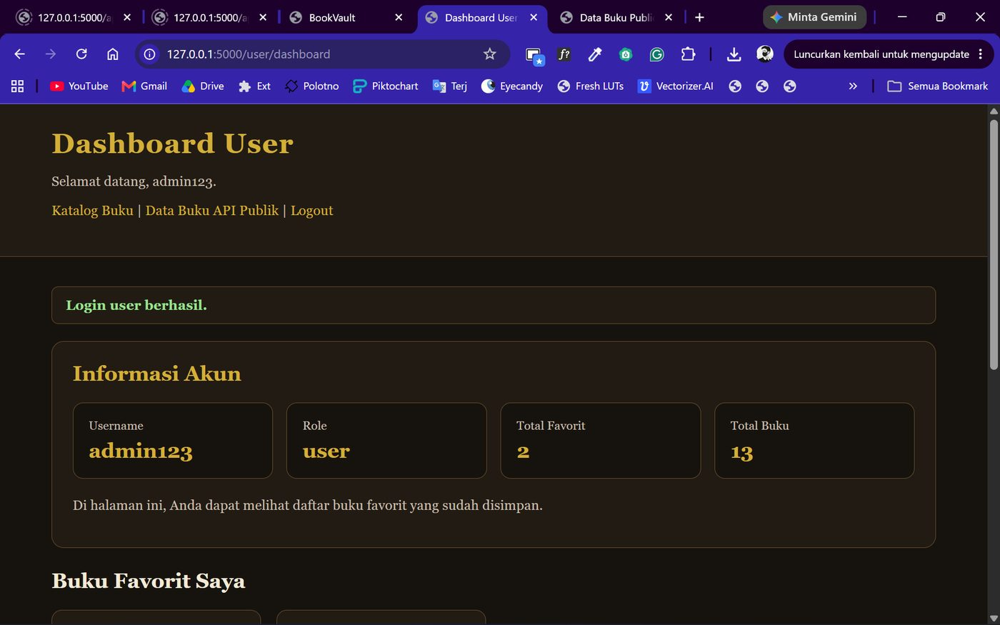 127.0.0.1:5000/a
127.0.0.1:5000/a
BookVault
Dashboard User
Data Buku Publi
Minta Gemini
127.0.0.1:5000/user/dashboard
f?
Luncurkan kembali untuk mengupdate
YouTube
Gmail
Drive
Ext
Polotno
Piktochart
Terj
Eyecandy
Fresh LUTs
Vectorizer.AI
Semua Bookmark
Dashboard User
Selamat datang, admin123.
Katalog Buku | Data Buku API Publik | Logout
Login user berhasil.
Informasi Akun
Username
admin123
Role
user
Total Favorit
2
Total Buku
13
Di halaman ini, Anda dapat melihat daftar buku favorit yang sudah disimpan.
Buku Favorit Saya